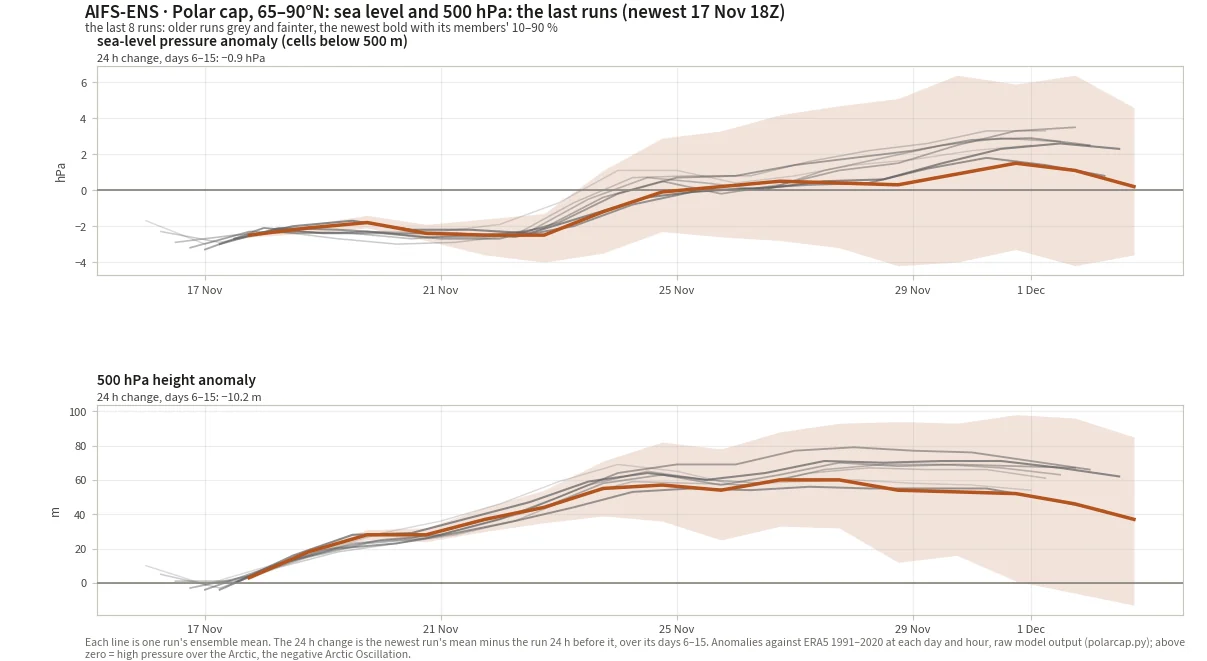 AIFS-ENS · Polar cap, 65–90°N: sea level and 500 hPa: the last runs (newest 17 Nov 18Z)
the last 8 runs: older runs grey and fainter, the newest bold with its members' 10–90 %
sea-level pressure anomaly (cells below 500 m)
24 h change, days 6–15: −0.9 hPa
6
4
2
0
−2
−4
hPa
17 Nov
21 Nov
25 Nov
29 Nov
1 Dec
500 hPa height anomaly
24 h change, days 6–15: −10.2 m
100
80
60
40
20
0
m
17 Nov
21 Nov
25 Nov
29 Nov
1 Dec
Each line is one run's ensemble mean. The 24 h change is the newest run's mean minus the run 24 h before it, over its days 6–15. Anomalies against ERA5 1991–2020 at each day and hour, raw model output (polarcap.py); above
zero = high pressure over the Arctic, the negative Arctic Oscillation.